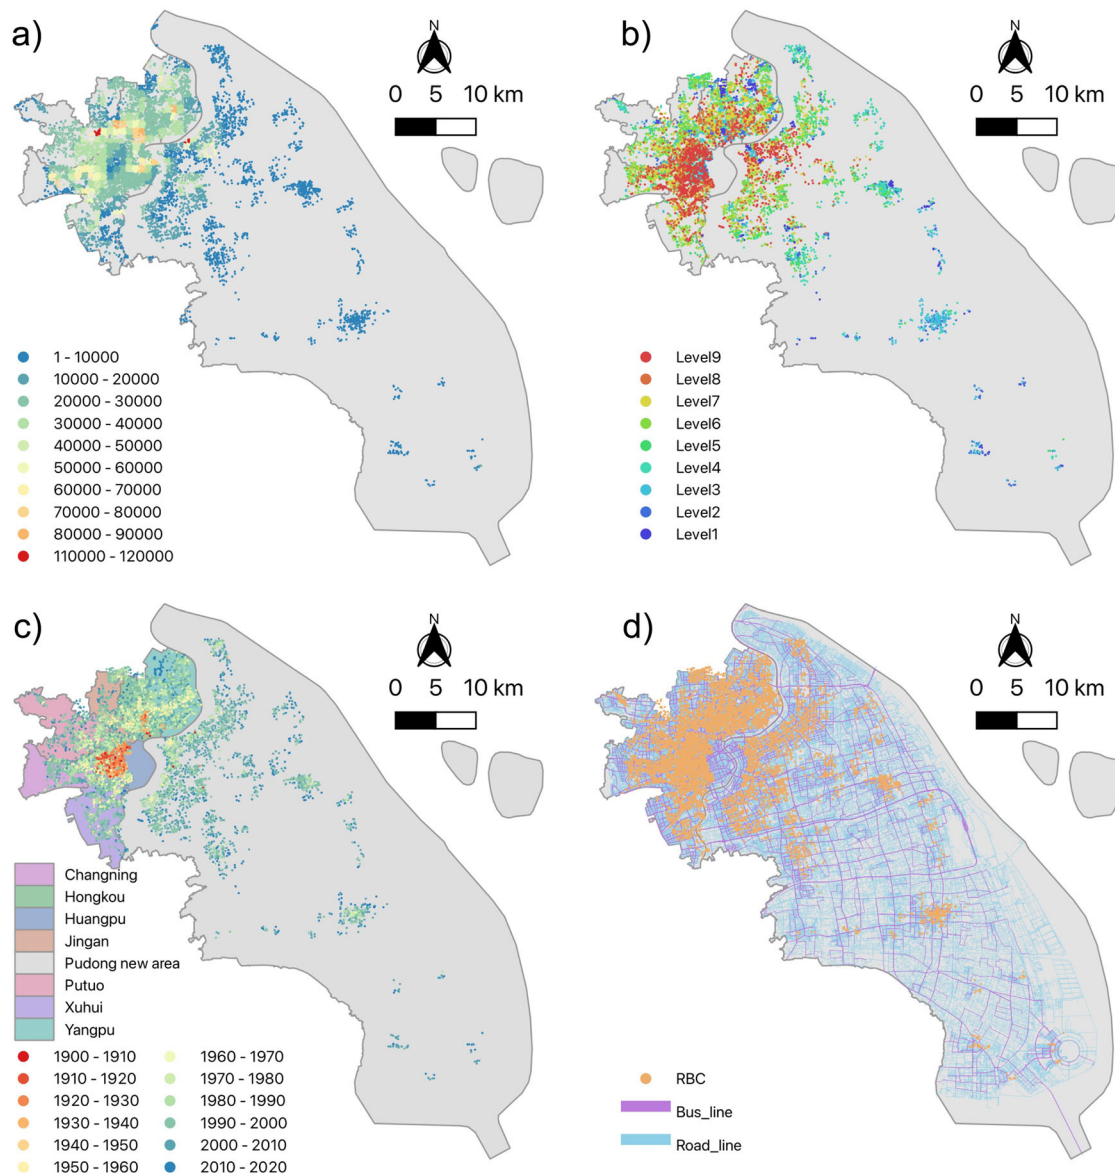 a)
N
0 5 10 km
1 - 10000
10000 - 20000
20000 - 30000
30000 - 40000
40000 - 50000
50000 - 60000
60000 - 70000
70000 - 80000
80000 - 90000
110000 - 120000
b)
N
0 5 10 km
Level9
Level8
Level7
Level6
Level5
Level4
Level3
Level2
Level1
c)
N
0 5 10 km
Changning
Hongkou
Huangpu
Jingan
Pudong new area
Putuo
Xuhui
Yangpu
1900 - 1910
1910 - 1920
1920 - 1930
1930 - 1940
1940 - 1950
1950 - 1960
1960 - 1970
1970 - 1980
1980 - 1990
1990 - 2000
2000 - 2010
2010 - 2020
d)
N
0 5 10 km
RBC
Bus_line
Road_line